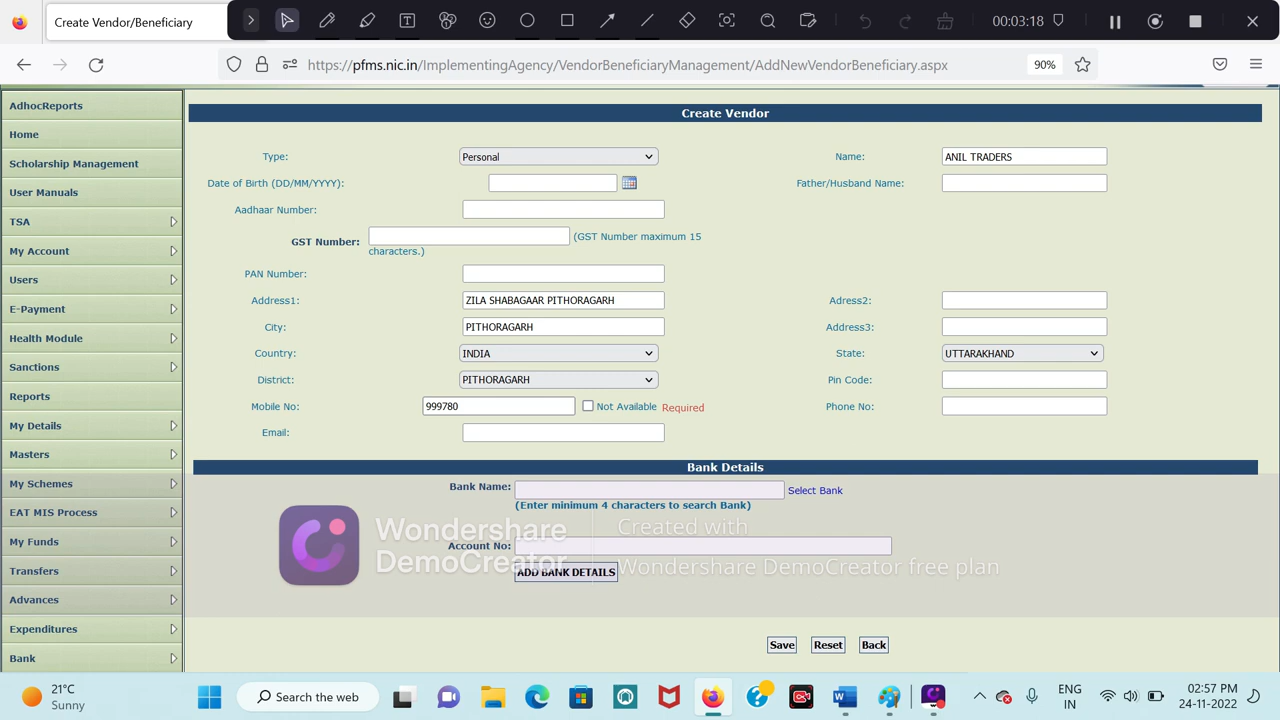 Create Vendor/Beneficiary
00:03:18
https://pfms.nic.in/ImplementingAgency/VendorBeneficiaryManagement/AddNewVendorBeneficiary.aspx
90%
AdhocReports
Home
Scholarship Management
User Manuals
TSA
My Account
Users
E-Payment
Health Module
Sanctions
Reports
My Details
Masters
My Schemes
EAT MIS Process
My Funds
Transfers
Advances
Expenditures
Bank
Create Vendor
Type: Personal Name: ANIL TRADERS
Date of Birth (DD/MM/YYYY): Father/Husband Name:
Aadhaar Number:
GST Number: (GST Number maximum 15
characters.)
PAN Number:
Address1: ZILA SHABAGAAR PITHORAGARH Adress2:
City: PITHORAGARH Address3:
Country: INDIA State: UTTARAKHAND
District: PITHORAGARH Pin Code:
Mobile No: 999780 Not Available Required Phone No:
Email:
Bank Details
Bank Name: Select Bank
(Enter minimum 4 characters to search Bank)
Account No:
ADD BANK DETAILS
Wondershare
DemoCreator
Created with
Wondershare DemoCreator free plan
Save Reset Back
21°C
Sunny
Search the web
ENG
IN
02:57 PM
24-11-2022